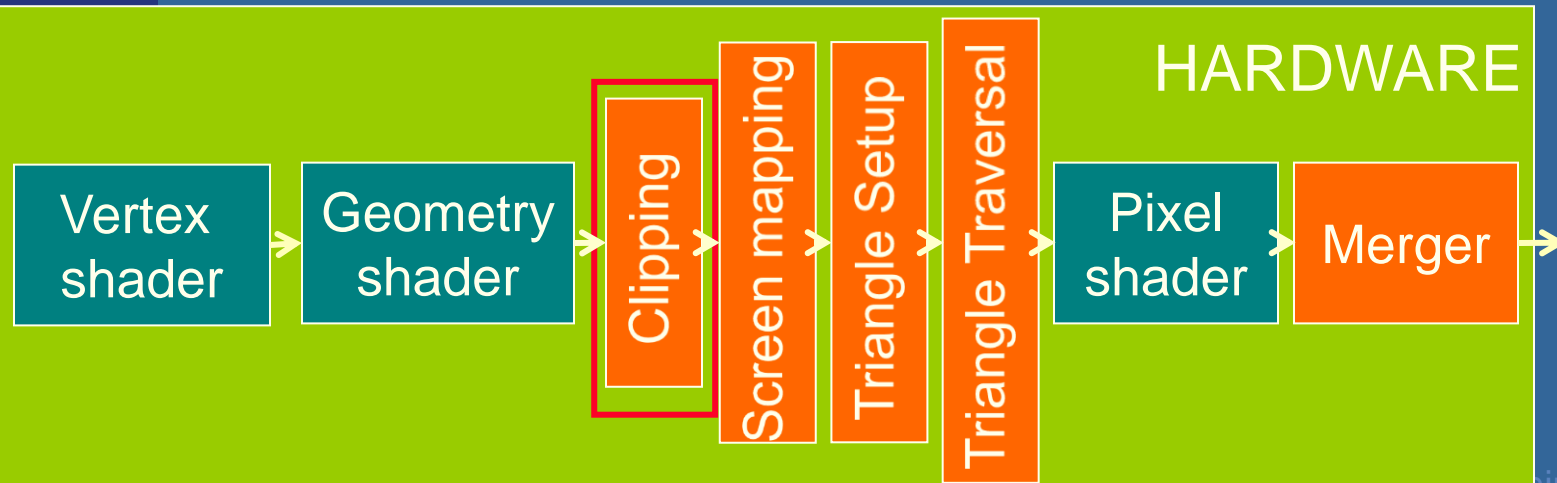 HARDWARE
Vertex
shader
Geometry
shader
Clipping
Screen mapping
Triangle Setup
Triangle Traversal
Pixel
shader
Merger